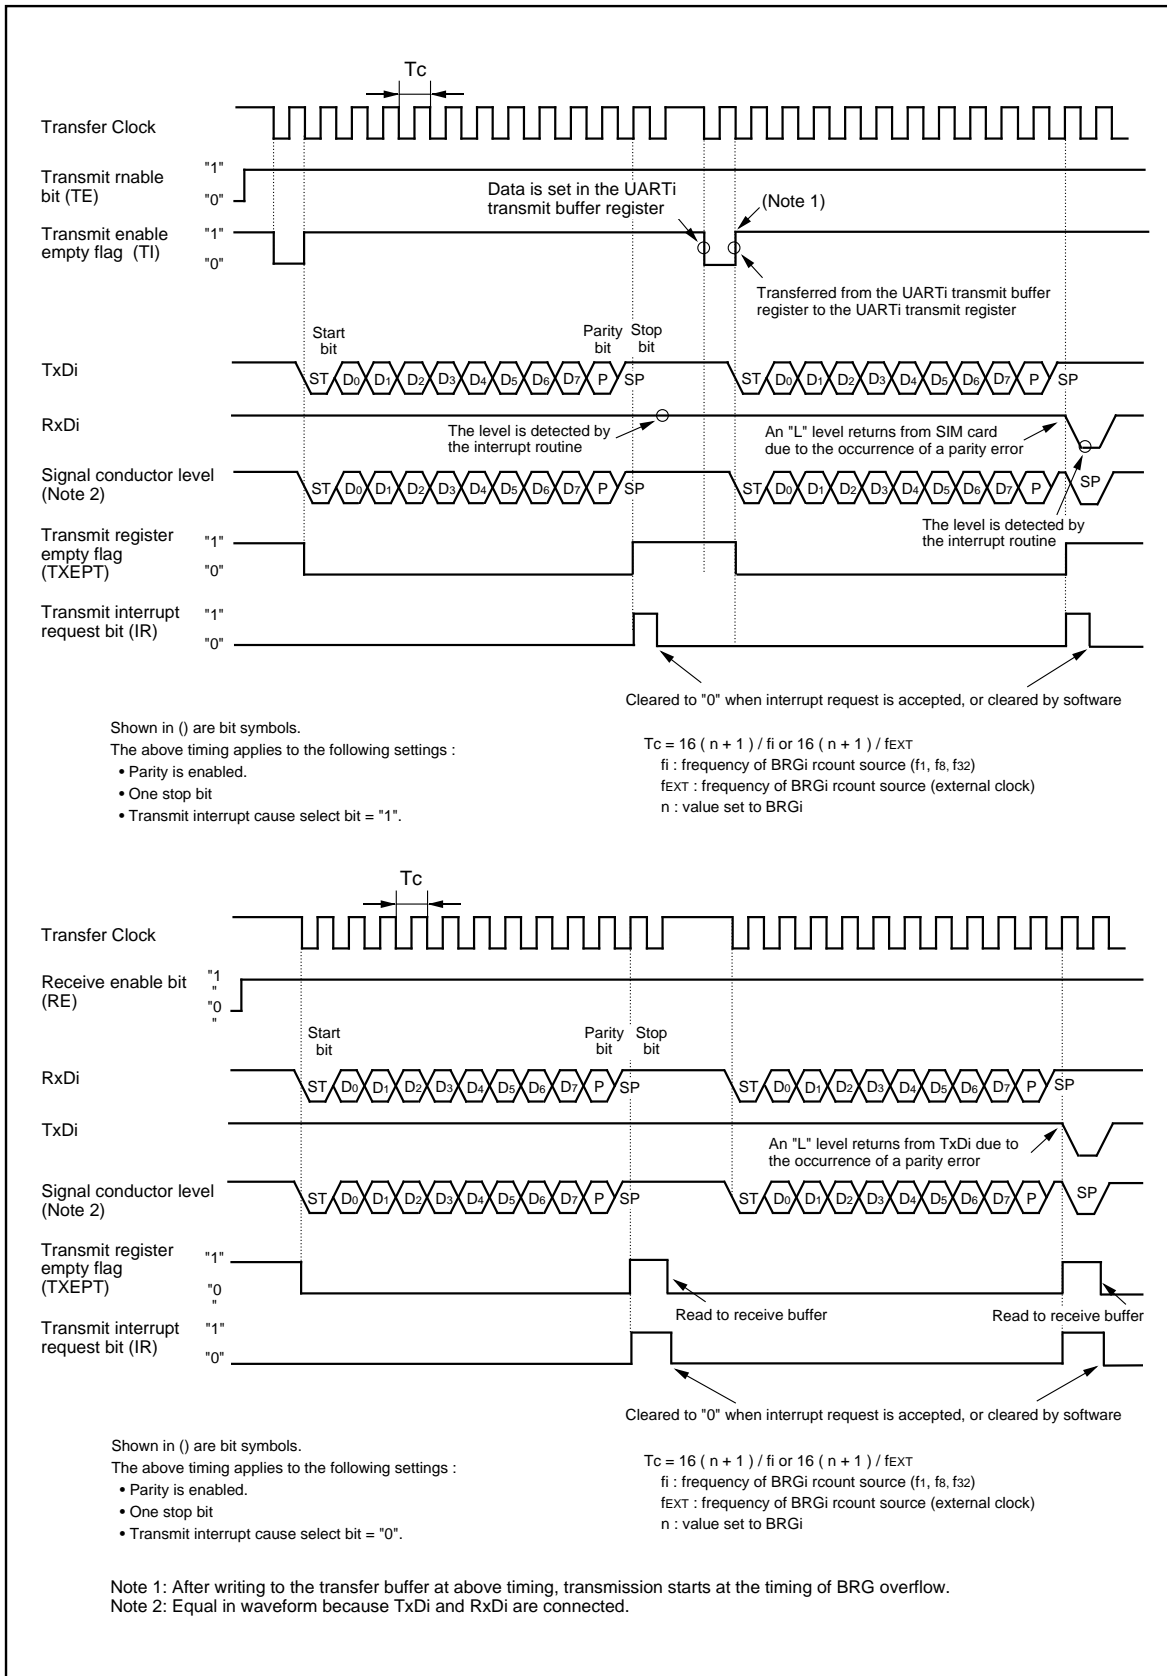 Tc
Transfer Clock
Transmit rnable
bit (TE)
"1"
"0"
Data is set in the UARTi
transmit buffer register
(Note 1)
Transmit enable
empty flag (TI)
"1"
"0"
Transferred from the UARTi transmit buffer
register to the UARTi transmit register
Start
bit
Parity
bit
Stop
bit
TxDi
ST D0 D1 D2 D3 D4 D5 D6 D7 P SP
ST D0 D1 D2 D3 D4 D5 D6 D7 P SP
RxDi
The level is detected by
the interrupt routine
An "L" level returns from SIM card
due to the occurrence of a parity error
Signal conductor level
(Note 2)
ST D0 D1 D2 D3 D4 D5 D6 D7 P SP
ST D0 D1 D2 D3 D4 D5 D6 D7 P SP
The level is detected by
the interrupt routine
Transmit register
empty flag
(TXEPT)
"1"
"0"
Transmit interrupt
request bit (IR)
"1"
"0"
Cleared to "0" when interrupt request is accepted, or cleared by software
Shown in () are bit symbols.
The above timing applies to the following settings :
• Parity is enabled.
• One stop bit
• Transmit interrupt cause select bit = "1".
Tc = 16 ( n + 1 ) / fi or 16 ( n + 1 ) / fEXT
fi : frequency of BRGi rcount source (f1, f8, f32)
fEXT : frequency of BRGi rcount source (external clock)
n : value set to BRGi
Tc
Transfer Clock
Receive enable bit
(RE)
"1
"
"0
"
Start
bit
Parity
bit
Stop
bit
RxDi
ST D0 D1 D2 D3 D4 D5 D6 D7 P SP
ST D0 D1 D2 D3 D4 D5 D6 D7 P SP
TxDi
An "L" level returns from TxDi due to
the occurrence of a parity error
Signal conductor level
(Note 2)
ST D0 D1 D2 D3 D4 D5 D6 D7 P SP
ST D0 D1 D2 D3 D4 D5 D6 D7 P SP
Transmit register
empty flag
(TXEPT)
"1"
"0
"
Read to receive buffer
Read to receive buffer
Transmit interrupt
request bit (IR)
"1"
"0"
Cleared to "0" when interrupt request is accepted, or cleared by software
Shown in () are bit symbols.
The above timing applies to the following settings :
• Parity is enabled.
• One stop bit
• Transmit interrupt cause select bit = "0".
Tc = 16 ( n + 1 ) / fi or 16 ( n + 1 ) / fEXT
fi : frequency of BRGi rcount source (f1, f8, f32)
fEXT : frequency of BRGi rcount source (external clock)
n : value set to BRGi
Note 1: After writing to the transfer buffer at above timing, transmission starts at the timing of BRG overflow.
Note 2: Equal in waveform because TxDi and RxDi are connected.